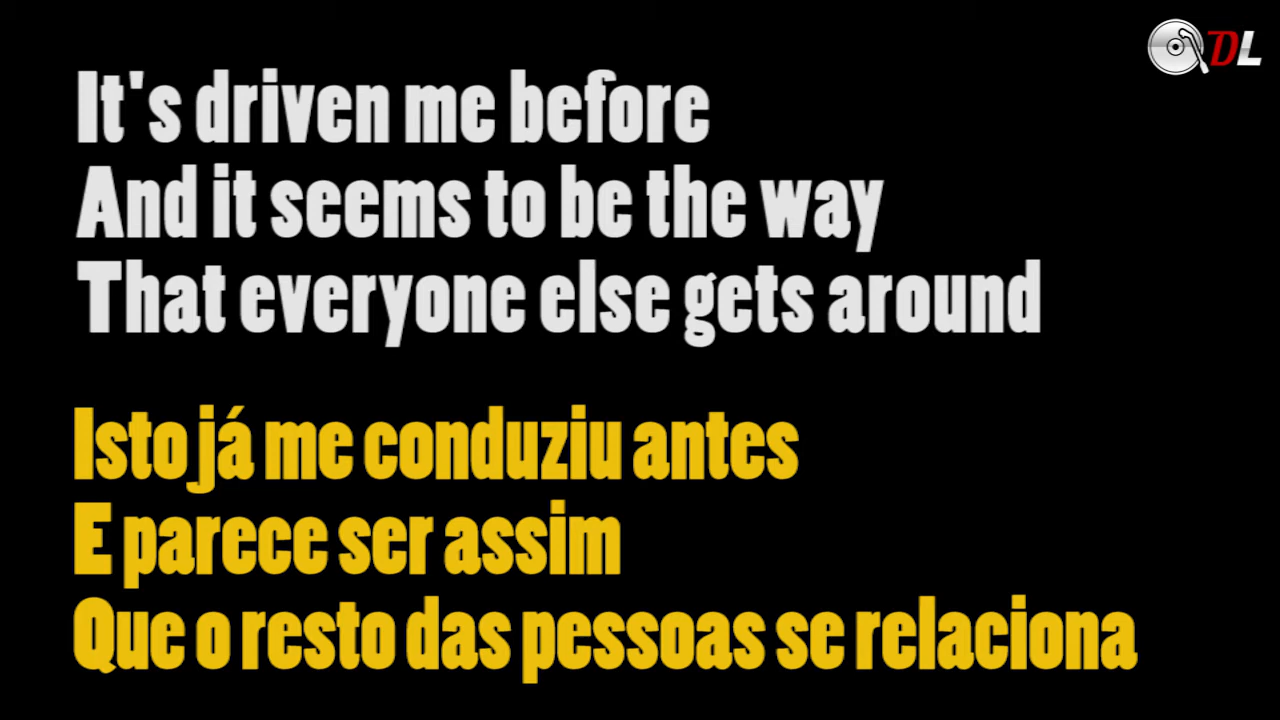 DL
It's driven me before
And it seems to be the way
That everyone else gets around
Isto já me conduziu antes
E parece ser assim
Que o resto das pessoas se relaciona